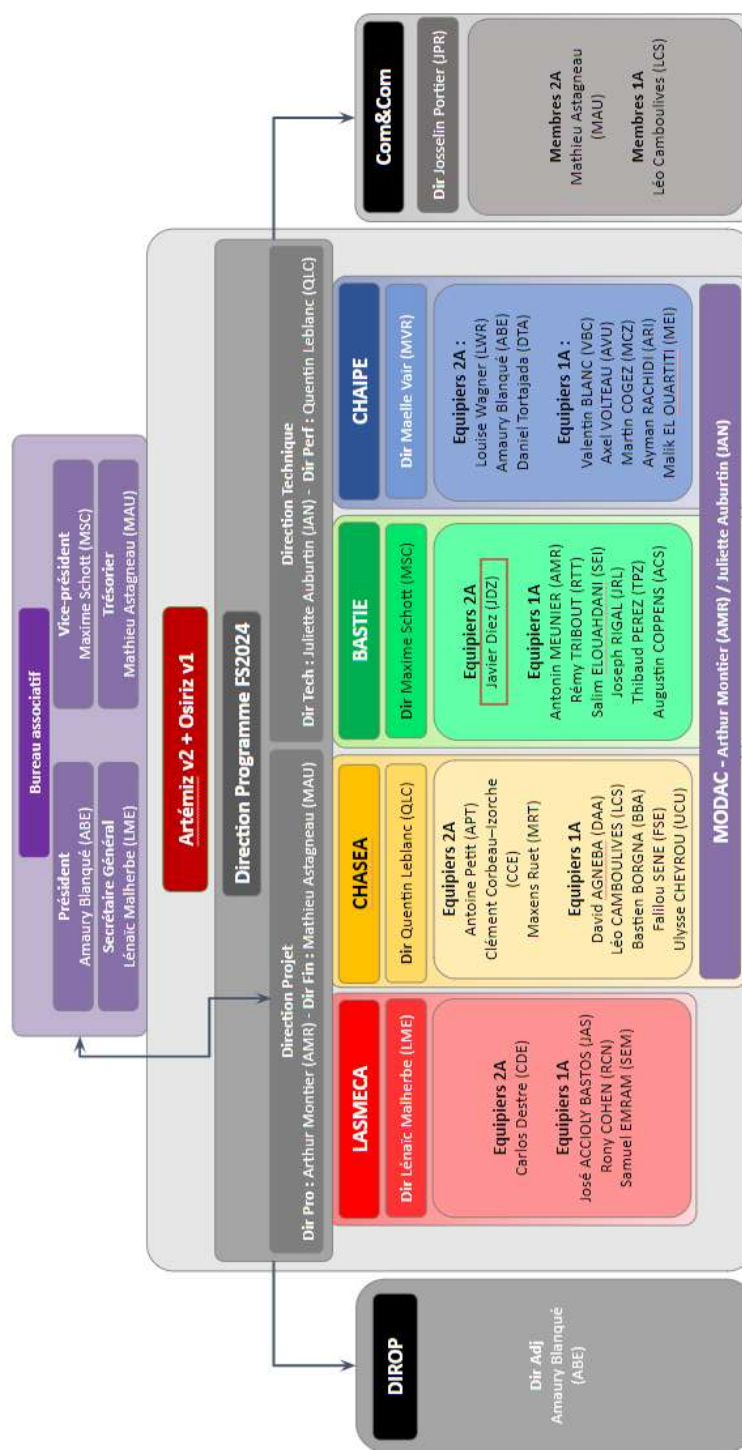 Bureau associatif
Président
Amaury Blanqué (ABE)
Vice-président
Maxime Schott (MSC)
Secrétaire Général
Lénaïc Malherbe (LME)
Trésorier
Mathieu Astagneau (MAU)
Artémiz v2 + Osiriz v1
Direction Programme FS2024
Direction Projet
Dir Pro : Arthur Montier (AMR) - Dir Fin : Mathieu Astagneau (MAU)
Direction Technique
Dir Tech : Juliette Auburtin (JAN) - Dir Perf : Quentin Leblanc (QLC)
DIROP
Dir Adj
Amaury Blanqué
(ABE)
LASMECA
Dir Lénaïc Malherbe (LME)
Equipiers 2A
Carlos Destre (CDE)
Equipiers 1A
José ACCIOLY BASTOS (JAS)
Rony COHEN (RCN)
Samuel EMRAM (SEM)
CHASEA
Dir Quentin Leblanc (QLC)
Equipiers 2A
Antoine Petit (APT)
Clément Corbeau--Izorche
(CCE)
Maxens Ruet (MRT)
Equipiers 1A
David AGNEBA (DAA)
Léo CAMBOULIVES (LCS)
Bastien BORGNA (BBA)
Falilou SENE (FSE)
Ulysse CHEYROU (UCU)
BASTIE
Dir Maxime Schott (MSC)
Equipiers 2A
Javier Diez (JDZ)
Equipiers 1A
Antonin MEUNIER (AMR)
Rémy TRIBOUT (RTT)
Salim ELOUAHDANI (SEI)
Joseph RIGAL (JRL)
Thibaud PEREZ (TPZ)
Augustin COPPENS (ACS)
CHAIPE
Dir Maelle Vair (MVR)
Equipiers 2A :
Louise Wagner (LWR)
Amaury Blanqué (ABE)
Daniel Tortajada (DTA)
Equipiers 1A :
Valentin BLANC (VBC)
Axel VOLTEAU (AVU)
Martin COGEZ (MCZ)
Ayman RACHIDI (ARI)
Malik EL OUARTITI (MEI)
MODAC - Arthur Montier (AMR) / Juliette Auburtin (JAN)
Com&Com
Dir Josselin Portier (JPR)
Membres 2A
Mathieu Astagneau
(MAU)
Membres 1A
Léo Camboulives (LCS)